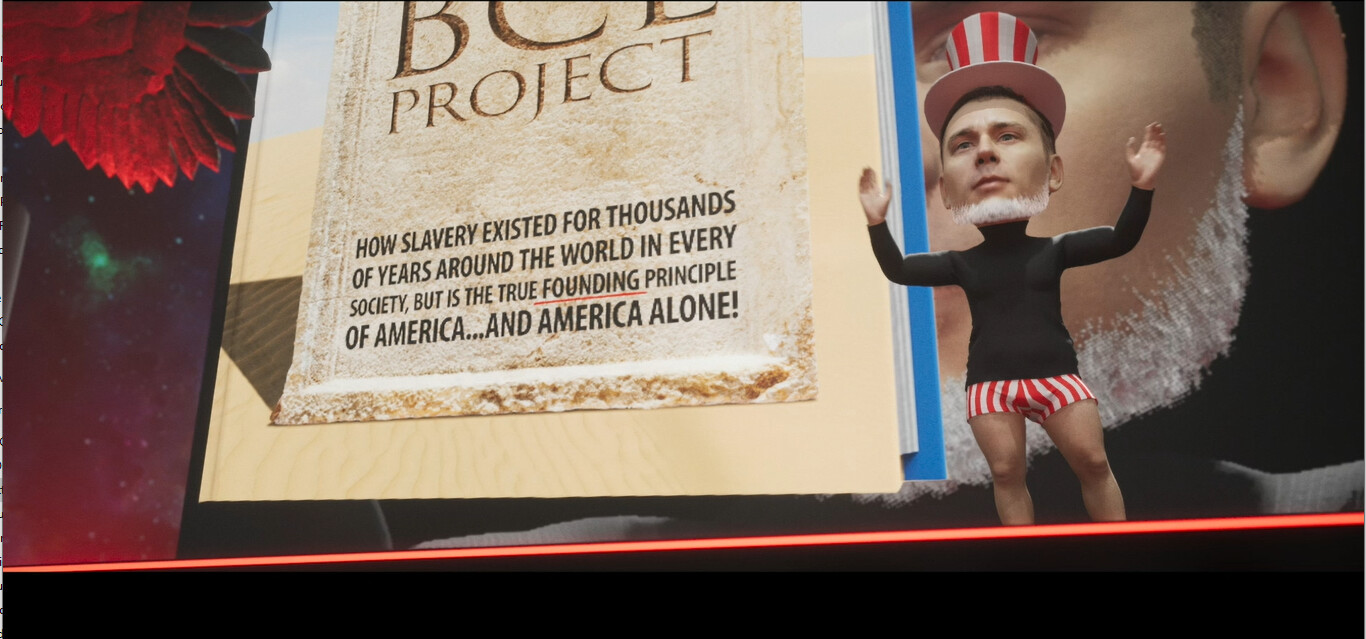 BCE
PROJECT
HOW SLAVERY EXISTED FOR THOUSANDS
OF YEARS AROUND THE WORLD IN EVERY
SOCIETY, BUT IS THE TRUE FOUNDING PRINCIPLE
OF AMERICA...AND AMERICA ALONE!